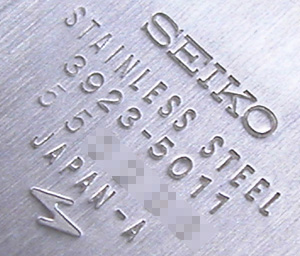 SEIKO
STAINLESS STEEL
3923-5011
JAPAN-A